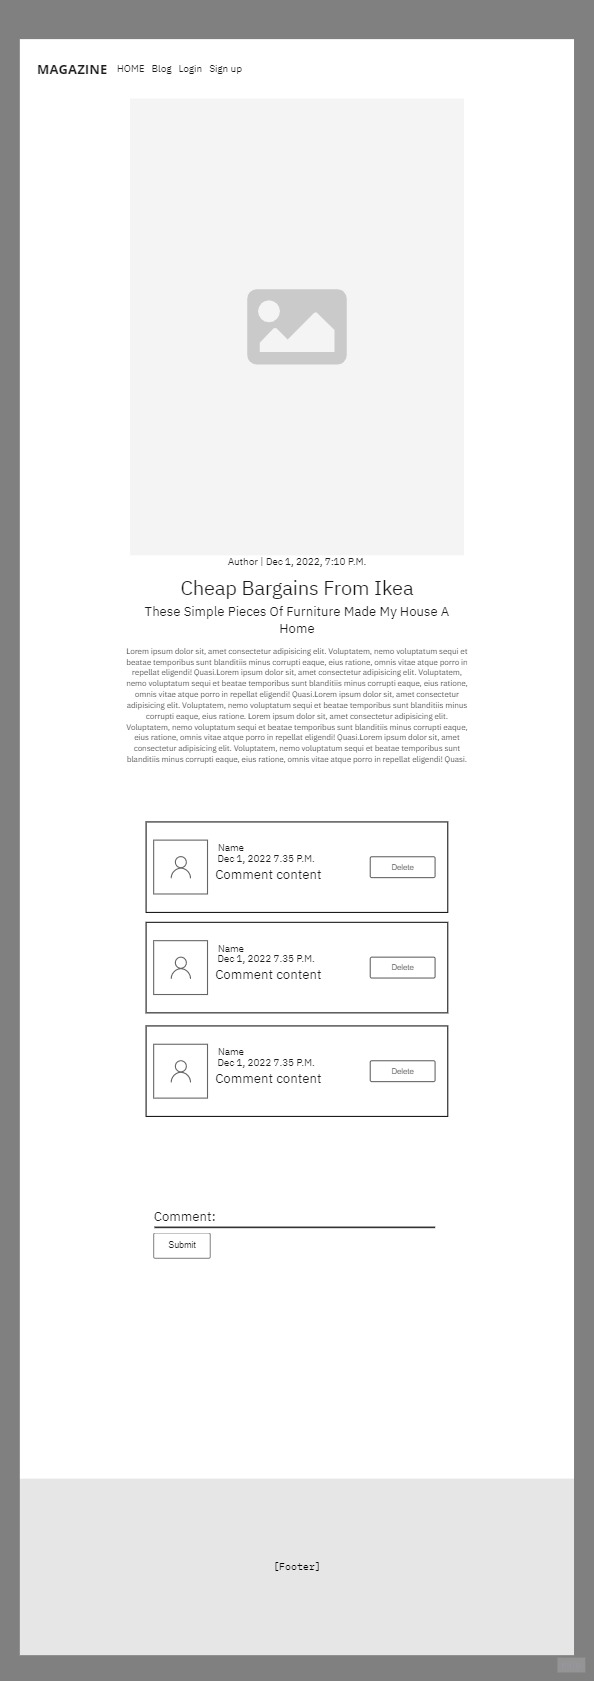 MAGAZINE HOME Blog Login Sign up
Author | Dec 1, 2022, 7:10 P.M.
Cheap Bargains From Ikea
These Simple Pieces Of Furniture Made My House A
Home
Lorem ipsum dolor sit, amet consectetur adipisicing elit. Voluptatem, nemo voluptatum sequi et
beatae temporibus sunt blanditiis minus corrupti eaque, eius ratione, omnis vitae atque porro in
repellat eligendi! Quasi.Lorem ipsum dolor sit, amet consectetur adipisicing elit. Voluptatem,
nemo voluptatum sequi et beatae temporibus sunt blanditiis minus corrupti eaque, eius ratione,
omnis vitae atque porro in repellat eligendi! Quasi.Lorem ipsum dolor sit, amet consectetur
adipisicing elit. Voluptatem, nemo voluptatum sequi et beatae temporibus sunt blanditiis minus
corrupti eaque, eius ratione. Lorem ipsum dolor sit, amet consectetur adipisicing elit.
Voluptatem, nemo voluptatum sequi et beatae temporibus sunt blanditiis minus corrupti eaque,
eius ratione, omnis vitae atque porro in repellat eligendi! Quasi.Lorem ipsum dolor sit, amet
consectetur adipisicing elit. Voluptatem, nemo voluptatum sequi et beatae temporibus sunt
blanditiis minus corrupti eaque, eius ratione, omnis vitae atque porro in repellat eligendi! Quasi.
Name
Dec 1, 2022 7.35 P.M.
Comment content
Delete
Name
Dec 1, 2022 7.35 P.M.
Comment content
Delete
Name
Dec 1, 2022 7.35 P.M.
Comment content
Delete
Comment:
Submit
[Footer]